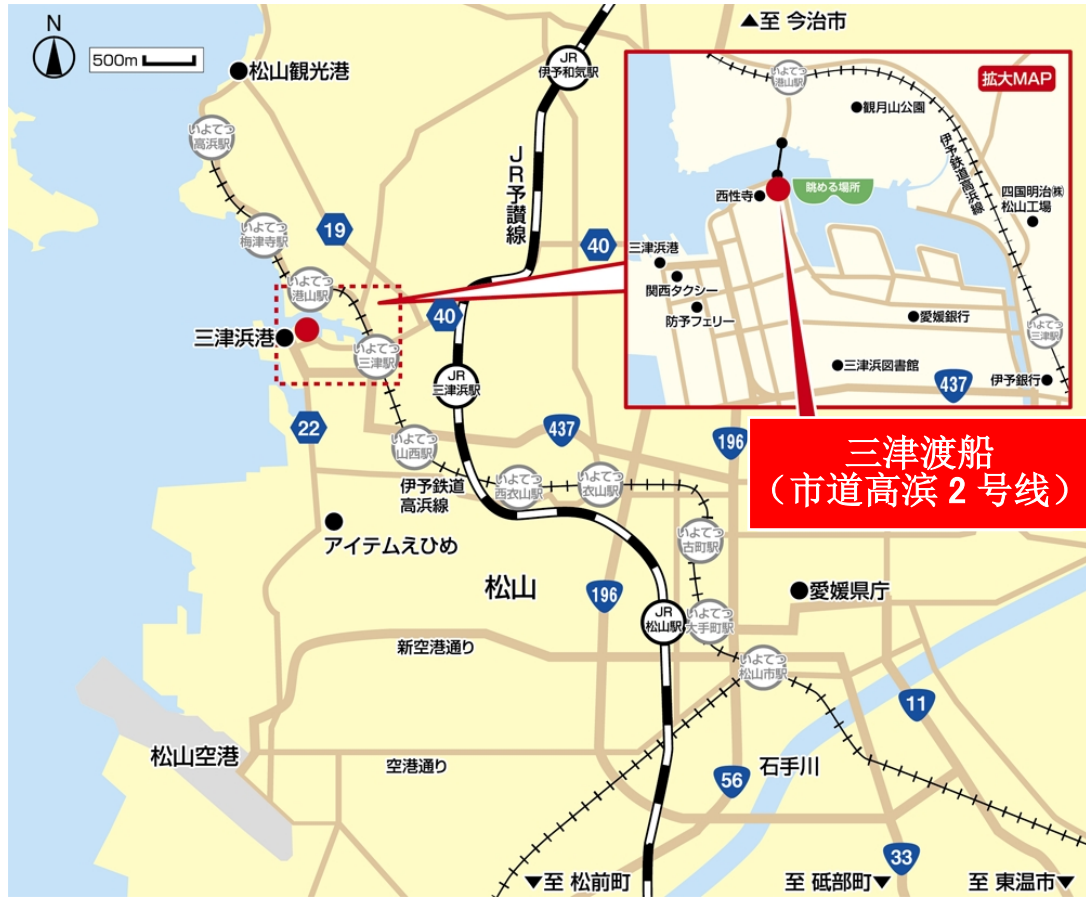 N
500m
▲至 今治市
松山観光港
JR
伊予和気駅
拡大MAP
いよてつ
港山駅
観月山公園
いよてつ
高浜駅
JR予讃線
伊予鉄道高浜線
四国明治㈱
松山工場
眺める場所
西性寺
19
いよてつ
梅津寺駅
40
三津浜港
関西タクシー
防予フェリー
いよてつ
港山駅
40
愛媛銀行
いよてつ
三津駅
三津浜港
いよてつ
三津駅
三津浜図書館
伊予銀行
437
JR
三津浜駅
22
437
196
三津渡船
（市道高滨 2 号线）
いよてつ
山西駅
伊予鉄道
高浜線
いよてつ
西衣山駅
いよてつ
衣山駅
アイテムえひめ
いよてつ
古町駅
松山
196
愛媛県庁
JR
松山駅
いよてつ
大手町駅
新空港通り
いよてつ
松山市駅
11
松山空港
空港通り
石手川
56
33
▼至 松前町
至 砥部町▼
至 東温市▼